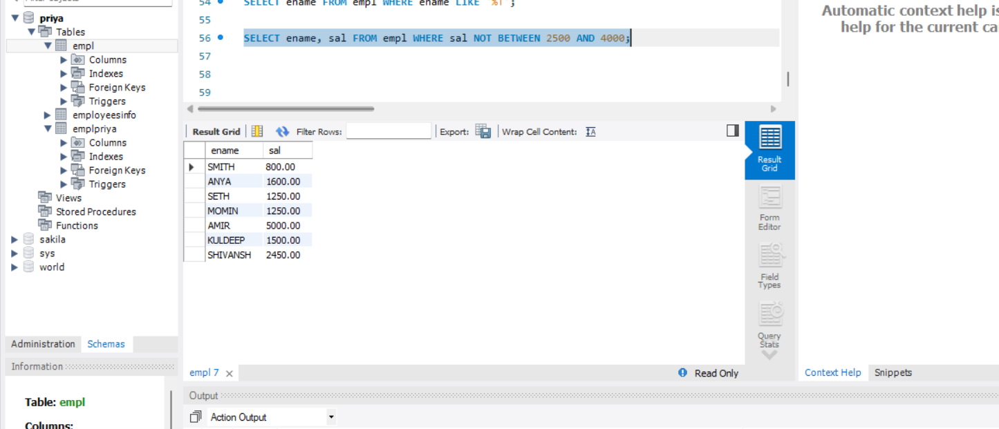 priya
Tables
empl
Columns
Indexes
Foreign Keys
Triggers
employeesinfo
emplpriya
Columns
Indexes
Foreign Keys
Triggers
Views
Stored Procedures
Functions
sakila
sys
world
Administration Schemas
Information
Table: empl
Columns:
54 SELECT ename FROM empl WHERE ename LIKE
55
56 SELECT ename, sal FROM empl WHERE sal NOT BETWEEN 2500 AND 4000;
57
58
59
Result Grid Filter Rows: Export: Wrap Cell Content:
ename sal
SMITH 800.00
ANYA 1600.00
SETH 1250.00
MOMIN 1250.00
AMIR 5000.00
KULDEEP 1500.00
SHIVANSH 2450.00
Result
Grid
Form
Editor
Field
Types
Query
Stats
empl 7 Read Only
Output
Action Output
Automatic context help is
help for the current ca
Context Help Snippets